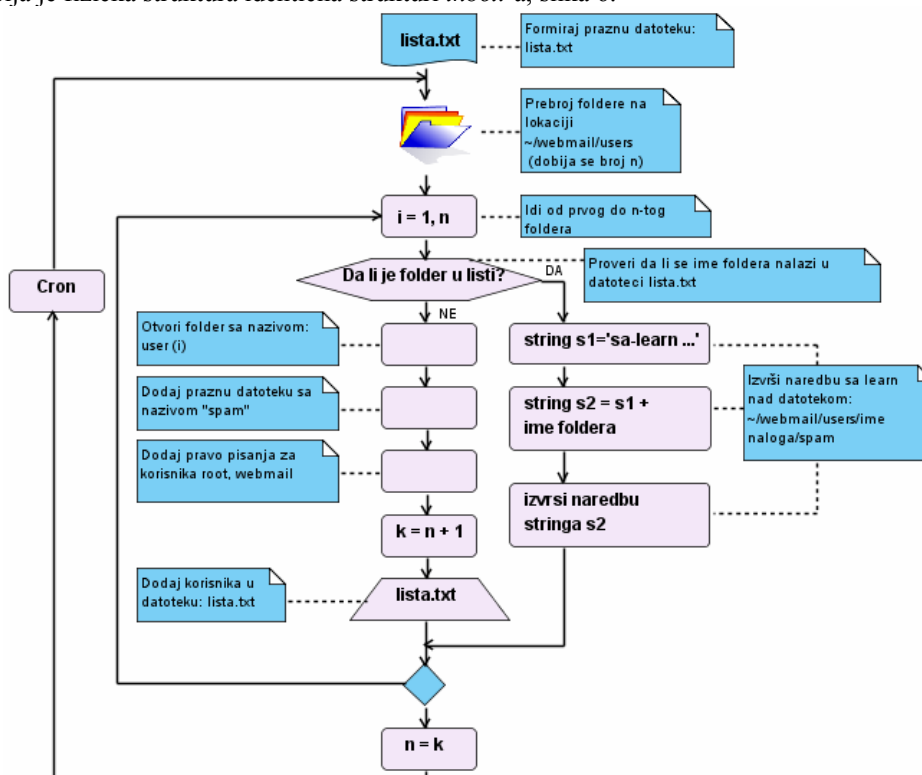 lista.txt
Formiraj praznu datoteku:
lista.txt
Prebroj foldere na
lokaciji
~/webmail/users
(dobija se broj n)
i = 1, n
Idi od prvog do n-tog
foldera
Da li je folder u listi?
DA
Proveri da li se ime foldera nalazi u
datoteci lista.txt
Cron
NE
Otvori folder sa nazivom:
user (i)
string s1='sa-learn ...'
Dodaj praznu datoteku sa
nazivom "spam"
string s2 = s1 +
ime foldera
Izvrši naredbu sa learn
nad datotekom:
~/webmail/users/ime
naloga/spam
Dodaj pravo pisanja za
korisnika root, webmail
izvrsi naredbu
stringa s2
k = n + 1
Dodaj korisnika u
datoteku: lista.txt
lista.txt
n = k